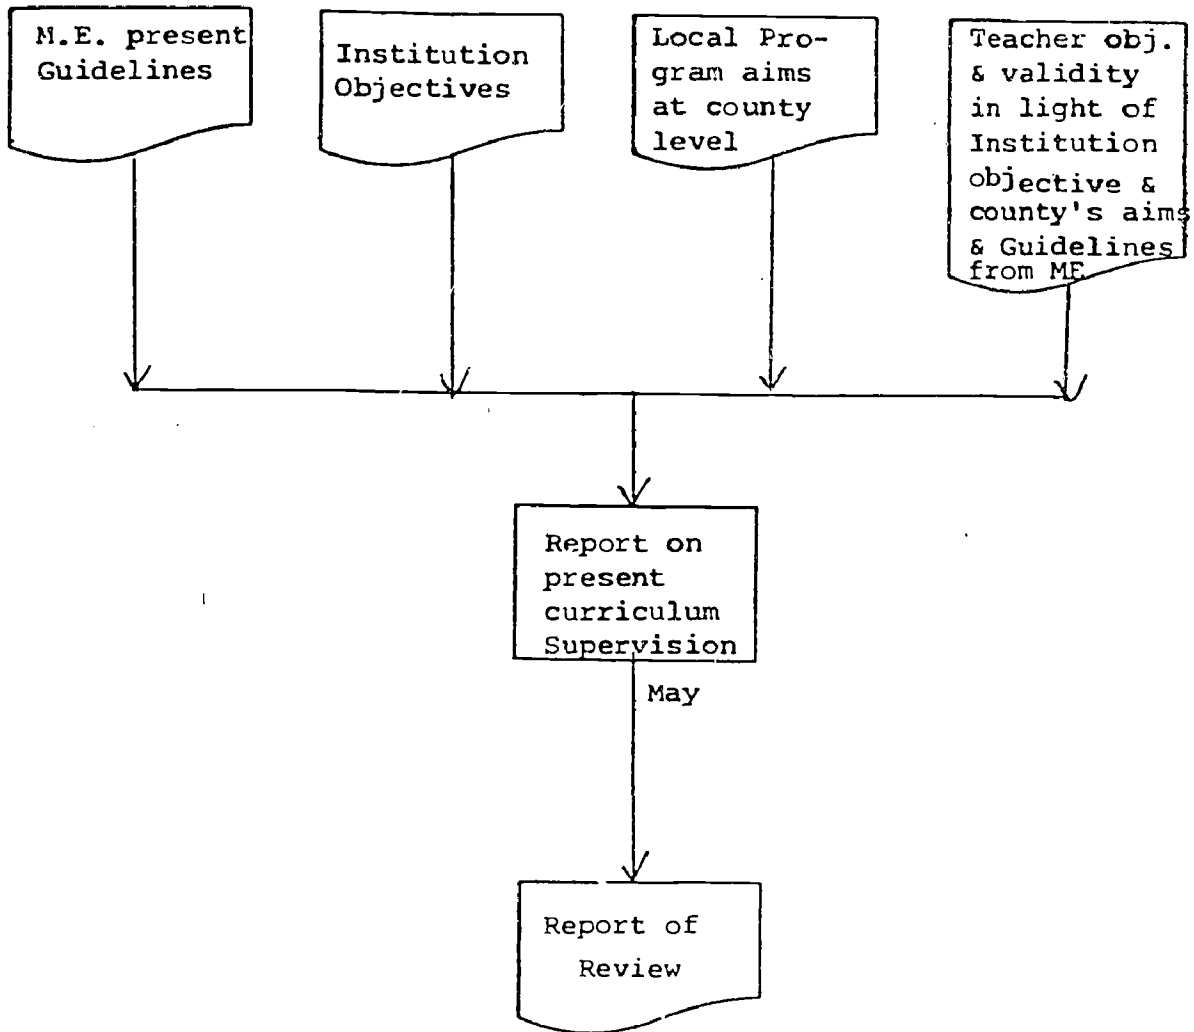 M.E. present
Guidelines
Institution
Objectives
Local Pro-
gram aims
at county
level
Teacher obj.
& validity
in light of
Institution
objective &
county's aims
& Guidelines
from ME
Report on
present
curriculum
Supervision
May
Report of
Review